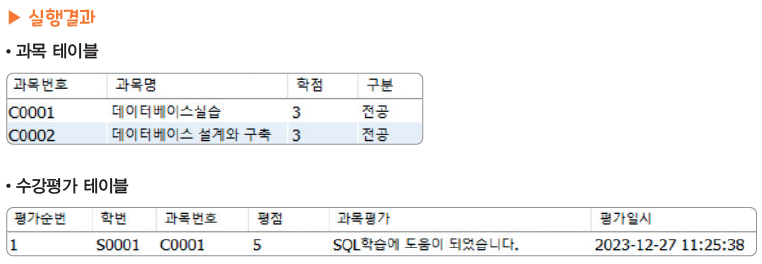 ▶ 실행결과
• 과목 테이블
과목번호 과목명 학점 구분
C0001 데이터베이스실습 3 전공
C0002 데이터베이스 설계와 구축 3 전공
• 수강평가 테이블
평가순번 학번 과목번호 평점 과목평가 평가일시
1 S0001 C0001 5 SQL학습에 도움이 되었습니다. 2023-12-27 11:25:38